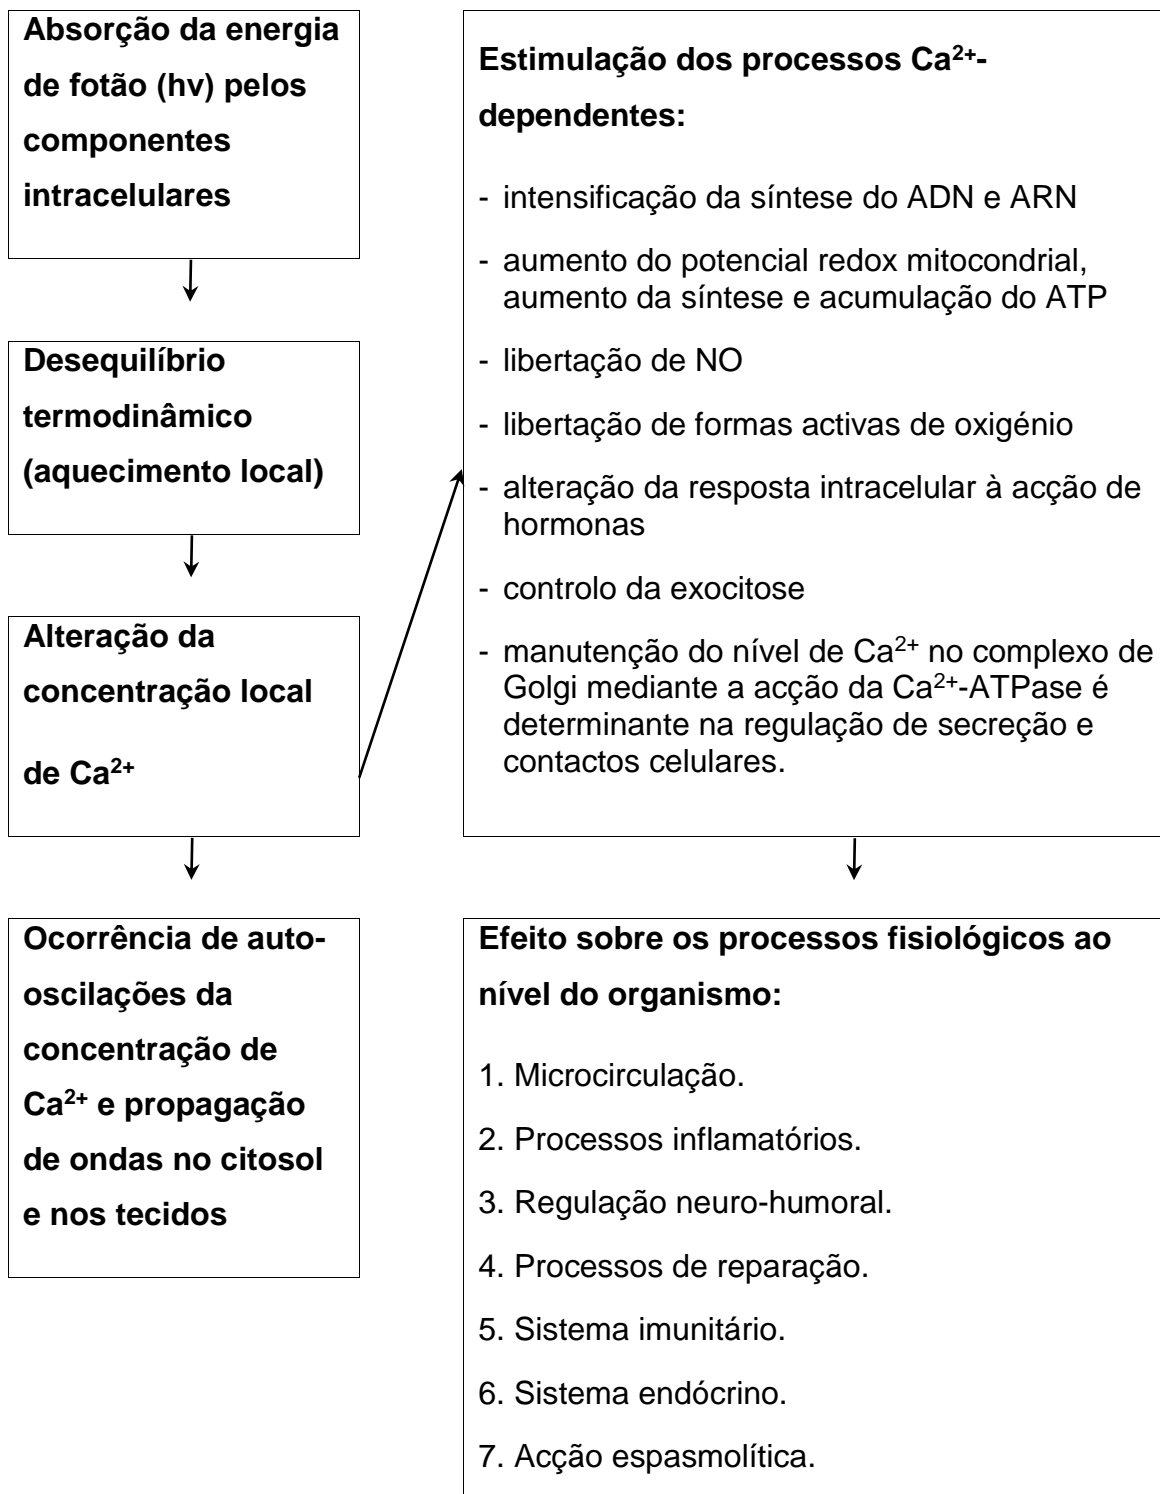 Absorção da energia
de fotão (hv) pelos
componentes
intracelulares
Desequilíbrio
termodinâmico
(aquecimento local)
Alteração da
concentração local
de Ca²⁺
Ocorrência de auto-
oscilações da
concentração de
Ca²⁺ e propagação
de ondas no citosol
e nos tecidos
Estimulação dos processos Ca²⁺-
dependentes:
- intensificação da síntese do ADN e ARN
- aumento do potencial redox mitocondrial,
aumento da síntese e acumulação do ATP
- libertação de NO
- libertação de formas activas de oxigénio
- alteração da resposta intracelular à acção de
hormonas
- controlo da exocitose
- manutenção do nível de Ca²⁺ no complexo de
Golgi mediante a acção da Ca²⁺-ATPase é
determinante na regulação de secreção e
contactos celulares.
Efeito sobre os processos fisiológicos ao
nível do organismo:
1. Microcirculação.
2. Processos inflamatórios.
3. Regulação neuro-humoral.
4. Processos de reparação.
5. Sistema imunitário.
6. Sistema endócrino.
7. Acção espasmolítica.